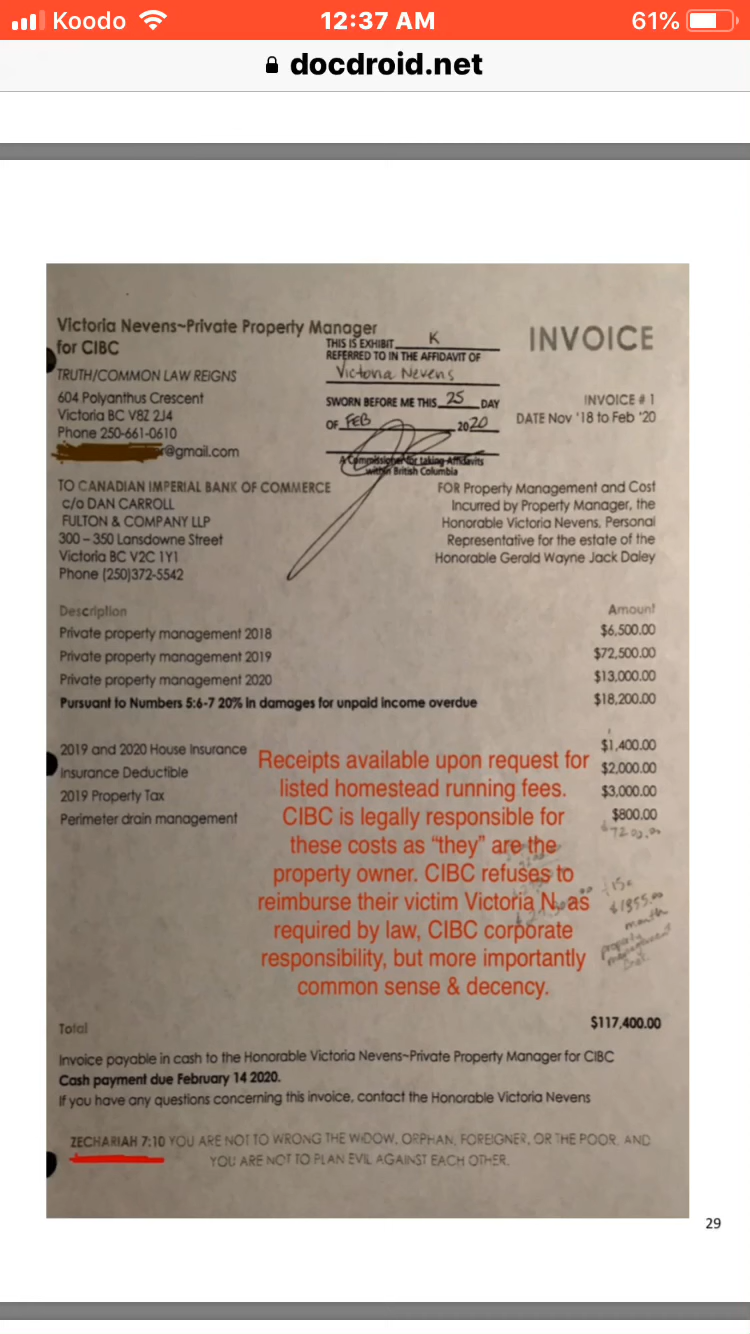 Koodo 12:37 AM 61%
docdroid.net
Victoria Nevens~Private Property Manager
for CIBC
THIS IS EXHIBIT K
REFERRED TO IN THE AFFIDAVIT OF
Victoria Nevens
SWORN BEFORE ME THIS 25 DAY
OF FEB 2020
A Commissioner for taking Affidavits
within British Columbia
INVOICE
TRUTH/COMMON LAW REIGNS
604 Polyanthus Crescent
Victoria BC V8Z 2J4
Phone 250-661-0610
@gmail.com
INVOICE # 1
DATE Nov '18 to Feb '20
TO CANADIAN IMPERIAL BANK OF COMMERCE
c/o DAN CARROLL
FULTON & COMPANY LLP
300 – 350 Lansdowne Street
Victoria BC V2C 1Y1
Phone (250)372-5542
FOR Property Management and Cost
Incurred by Property Manager, the
Honorable Victoria Nevens, Personal
Representative for the estate of the
Honorable Gerald Wayne Jack Daley
Description Amount
Private property management 2018 $6,500.00
Private property management 2019 $72,500.00
Private property management 2020 $13,000.00
Pursuant to Numbers 5:6-7 20% in damages for unpaid income overdue $18,200.00
2019 and 2020 House Insurance $1,400.00
Insurance Deductible $2,000.00
2019 Property Tax $3,000.00
Perimeter drain management $800.00
Receipts available upon request for
listed homestead running fees.
CIBC is legally responsible for
these costs as “they” are the
property owner. CIBC refuses to
reimburse their victim Victoria N. as
required by law, CIBC corporate
responsibility, but more importantly
common sense & decency.
$1855.00
month
property
management
Total $117,400.00
Invoice payable in cash to the Honorable Victoria Nevens~Private Property Manager for CIBC
Cash payment due February 14 2020.
If you have any questions concerning this invoice, contact the Honorable Victoria Nevens
ZECHARIAH 7:10 YOU ARE NOT TO WRONG THE WIDOW, ORPHAN, FOREIGNER, OR THE POOR. AND
YOU ARE NOT TO PLAN EVIL AGAINST EACH OTHER.
29